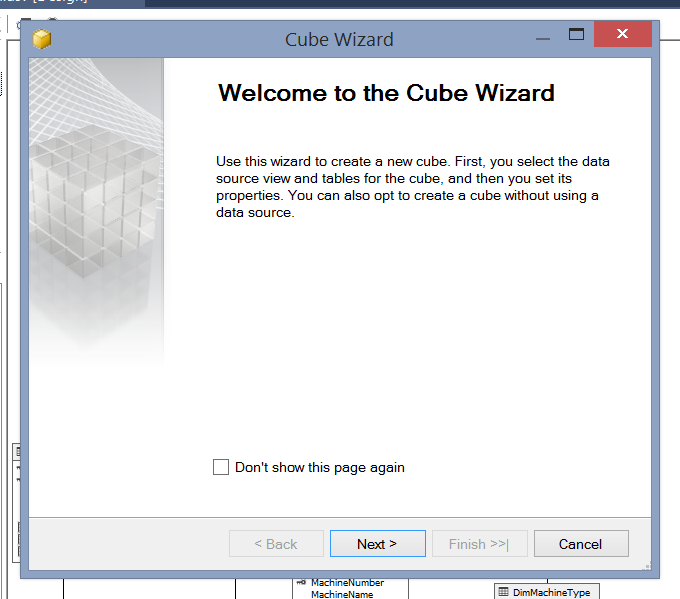 Cube Wizard
Welcome to the Cube Wizard
Use this wizard to create a new cube. First, you select the data
source view and tables for the cube, and then you set its
properties. You can also opt to create a cube without using a
data source.
Don't show this page again
< Back
Next >
Finish >>|
Cancel
MachineNumber
MachineName
DimMachineType